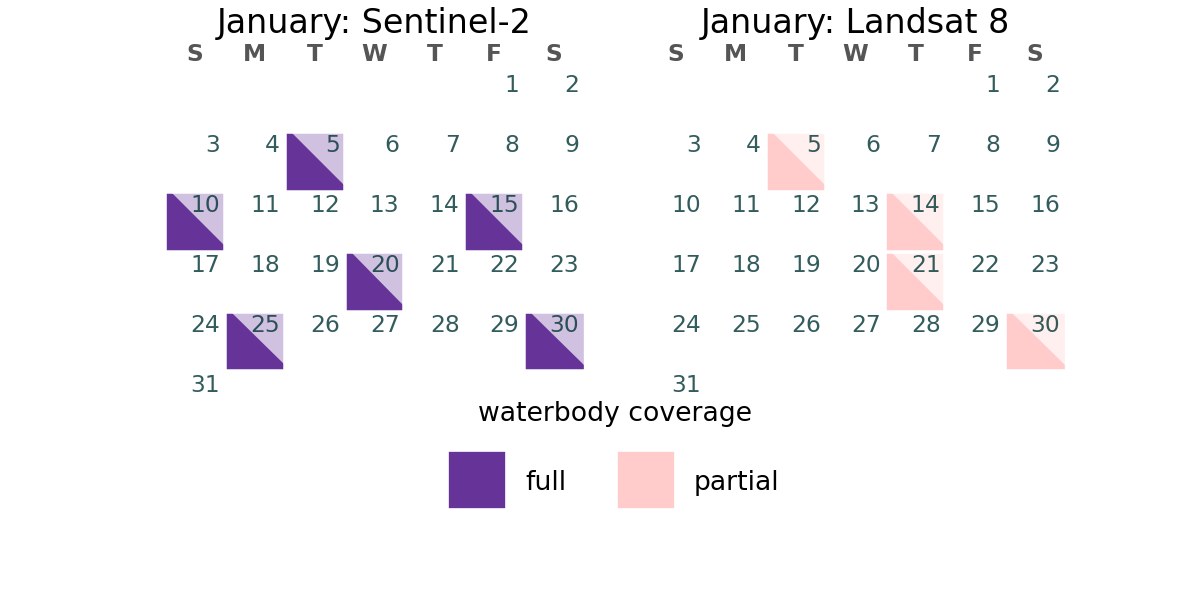 January: Sentinel-2
S M T W T F S
1 2
3 4 5 6 7 8 9
10 11 12 13 14 15 16
17 18 19 20 21 22 23
24 25 26 27 28 29 30
31
January: Landsat 8
S M T W T F S
1 2
3 4 5 6 7 8 9
10 11 12 13 14 15 16
17 18 19 20 21 22 23
24 25 26 27 28 29 30
31
waterbody coverage
full
partial